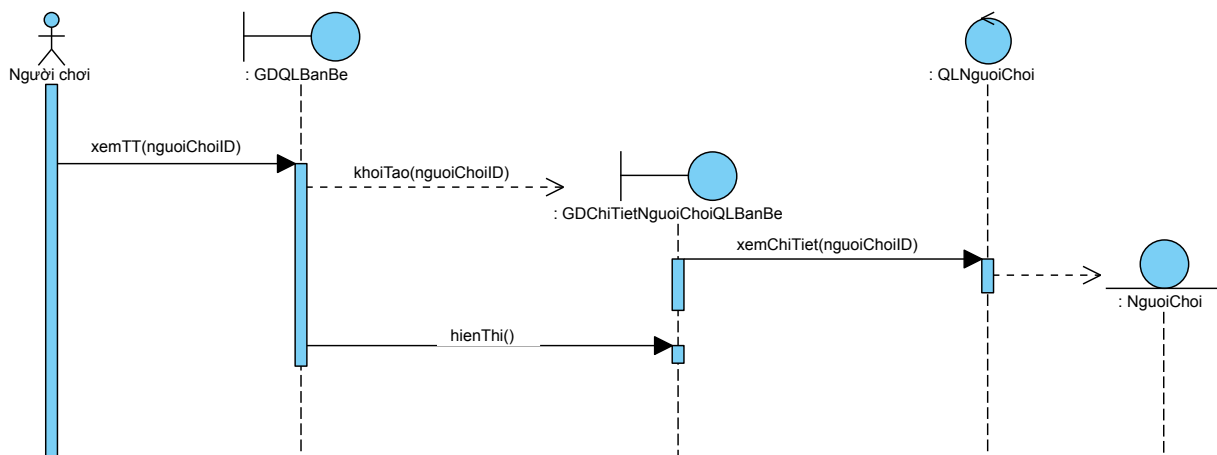 Người chơi
: GDQLBanBe
: QLNguoiChoi
xemTT(nguoiChoiID)
khoiTao(nguoiChoiID)
: GDChiTietNguoiChoiQLBanBe
xemChiTiet(nguoiChoiID)
: NguoiChoi
hienThi()